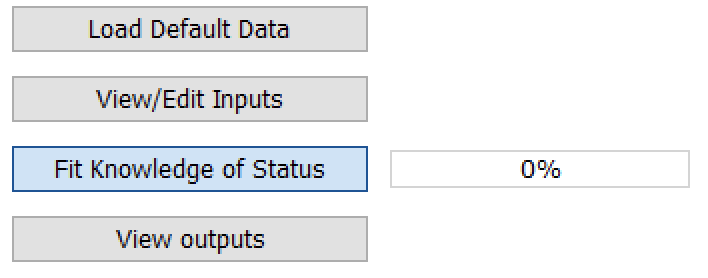 Load Default Data
View/Edit Inputs
Fit Knowledge of Status 0%
View outputs